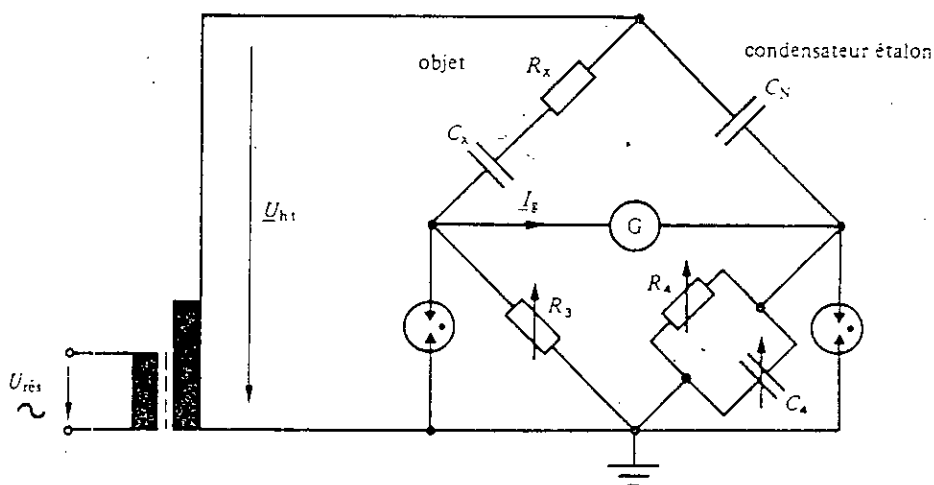 objet
condensateur étalon
R_x
C_N
C_x
U_ht
I_g
G
R_3
R_4
C_4
U_rés
~